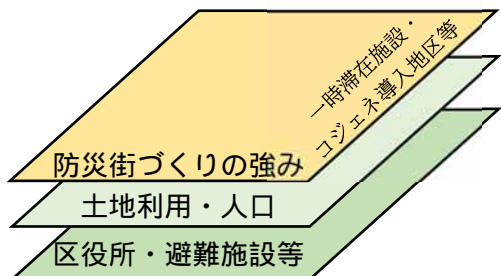 一時滞在施設・
コジェネ導入地区等
防災街づくりの強み
土地利用・人口
区役所・避難施設等